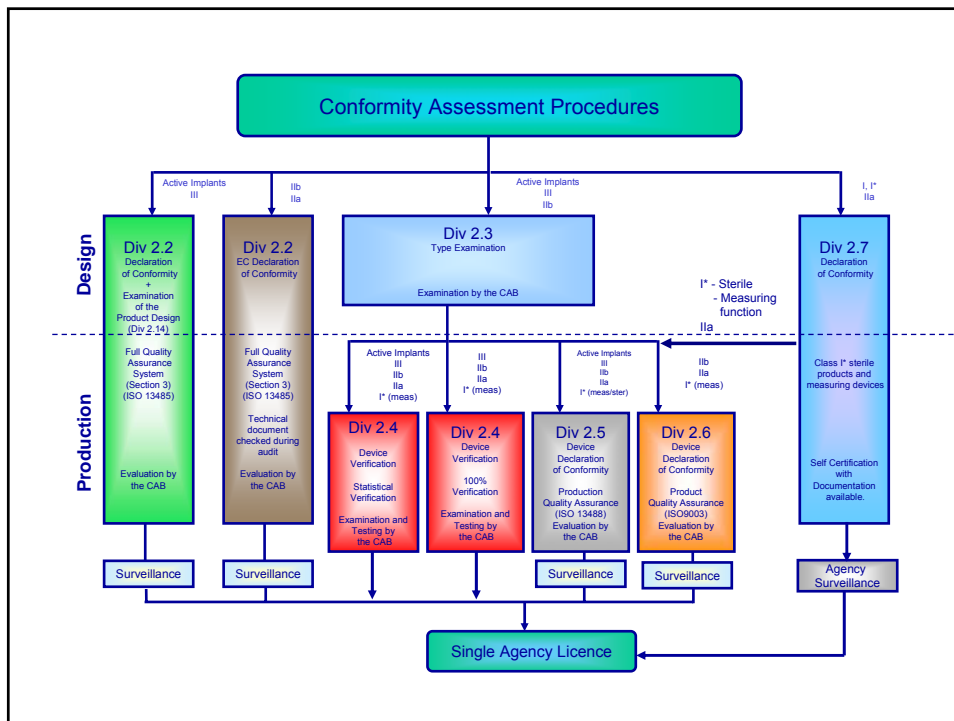 Conformity Assessment Procedures
Active Implants
III
IIb
IIa
Active Implants
III
IIb
I, I*
IIa
Design
Production
Div 2.2
Declaration
of Conformity
+
Examination
of the
Product Design
(Div 2.14)
Full Quality
Assurance
System
(Section 3)
(ISO 13485)
Evaluation by
the CAB
Div 2.2
EC Declaration
of Conformity
Full Quality
Assurance
System
(Section 3)
(ISO 13485)
Technical
document
checked during
audit
Evaluation by
the CAB
Div 2.3
Type Examination
Examination by the CAB
I* - Sterile
- Measuring
function
IIa
Div 2.7
Declaration
of Conformity
Class I* sterile
products and
measuring devices
Self Certification
with
Documentation
available.
Active Implants
III
IIb
IIa
I* (meas)
III
IIb
IIa
I* (meas)
Active Implants
III
IIb
IIa
I* (meas/ster)
IIb
IIa
I* (meas)
Div 2.4
Device
Verification
Statistical
Verification
Examination and
Testing by
the CAB
Div 2.4
Device
Verification
100%
Verification
Examination and
Testing by
the CAB
Div 2.5
Device
Declaration
of Conformity
Production
Quality Assurance
(ISO 13488)
Evaluation by
the CAB
Div 2.6
Device
Declaration
of Conformity
Product
Quality Assurance
(ISO9003)
Evaluation by
the CAB
Surveillance
Surveillance
Surveillance
Surveillance
Agency
Surveillance
Single Agency Licence